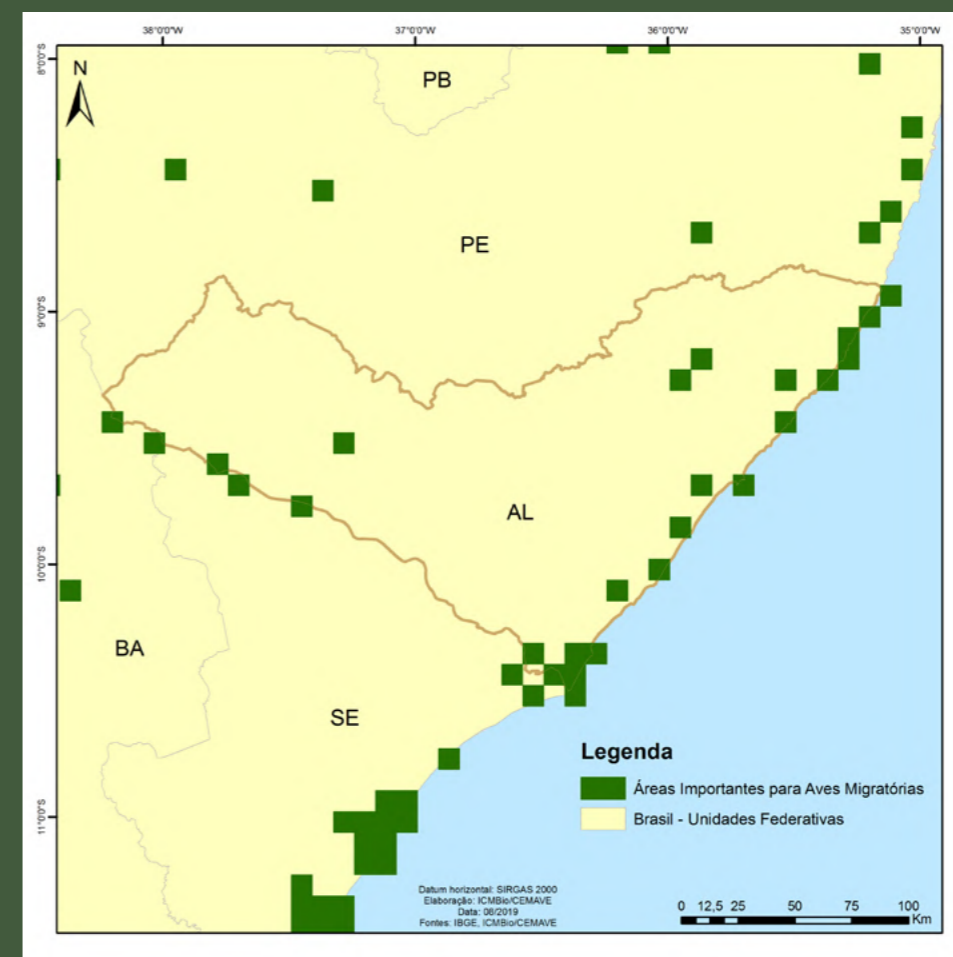 38°0'0"S 37°0'0"S 36°0'0"S 35°0'0"S
8°0'0"S
N
PB
PE
9°0'0"S
AL
10°0'0"S
BA
SE
Legenda
Áreas Importantes para Aves Migratórias
Brasil - Unidades Federativas
11°0'0"S
Datum horizontal: SIRGAS 2000
Elaboração: ICMBio/CEMAVE
Data: 06/2019
Fontes: IBGE, ICMBio/CEMAVE
0 12,5 25 50 75 100
Km